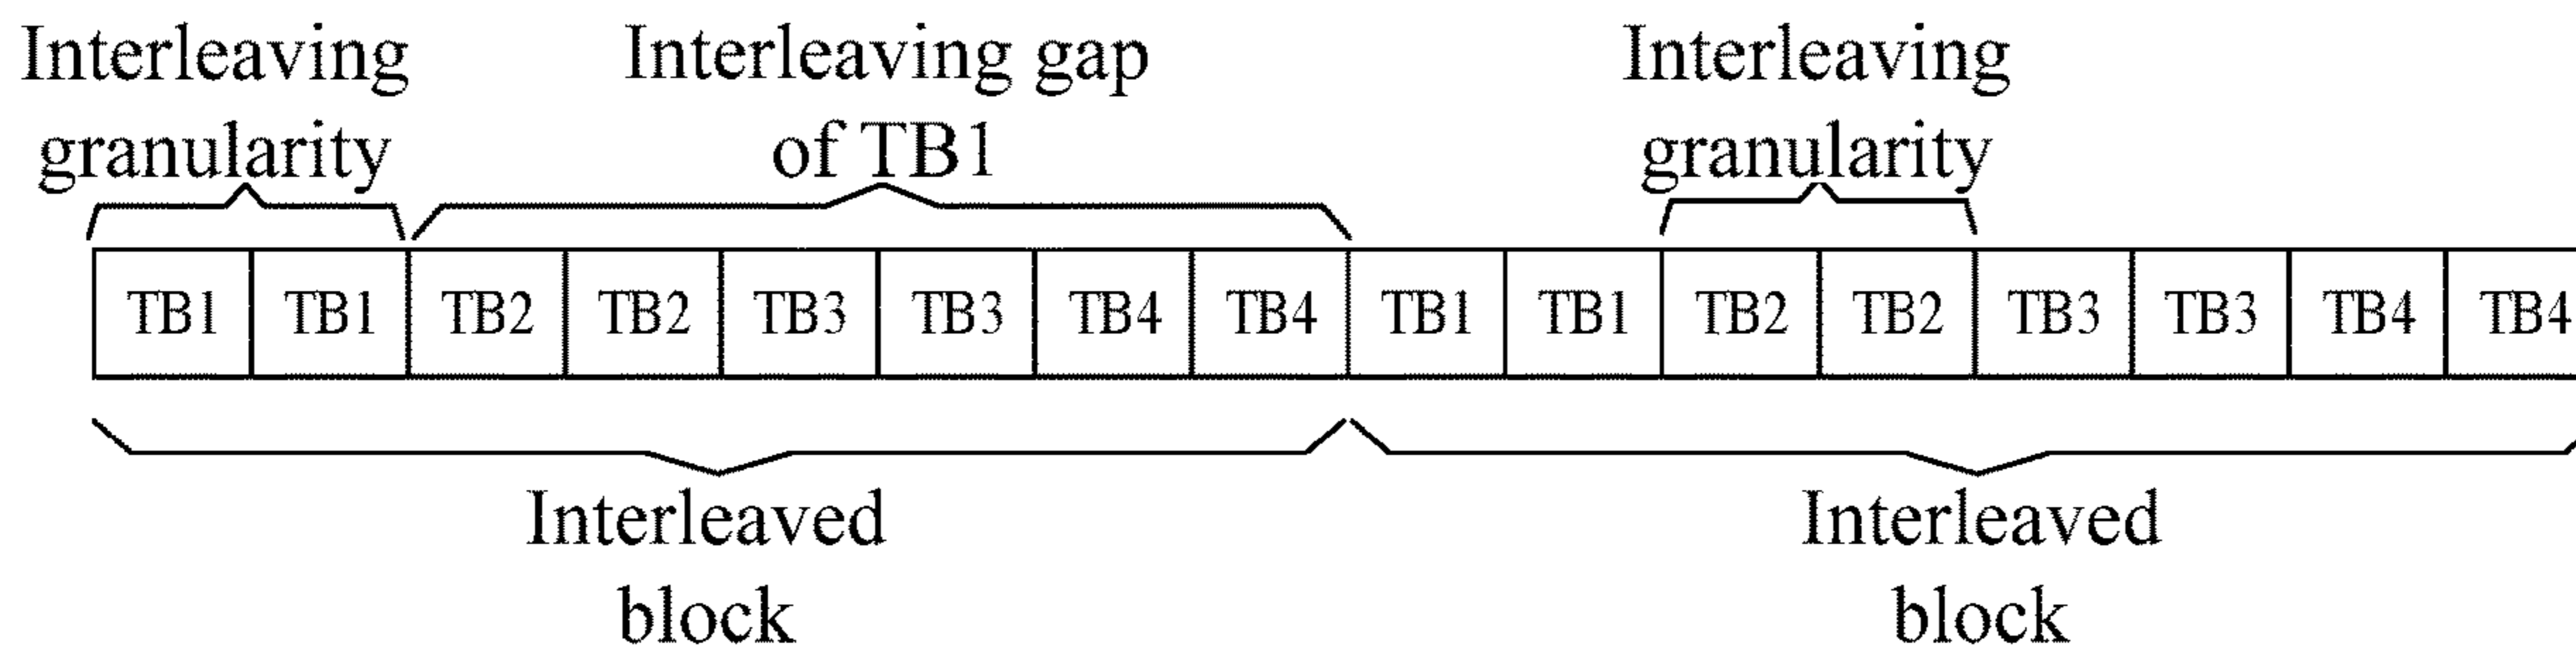 Interleaving
granularity
Interleaving gap
of TB1
Interleaving
granularity
TB1 TB1 TB2 TB2 TB3 TB3 TB4 TB4 TB1 TB1 TB2 TB2 TB3 TB3 TB4 TB4
Interleaved
block
Interleaved
block